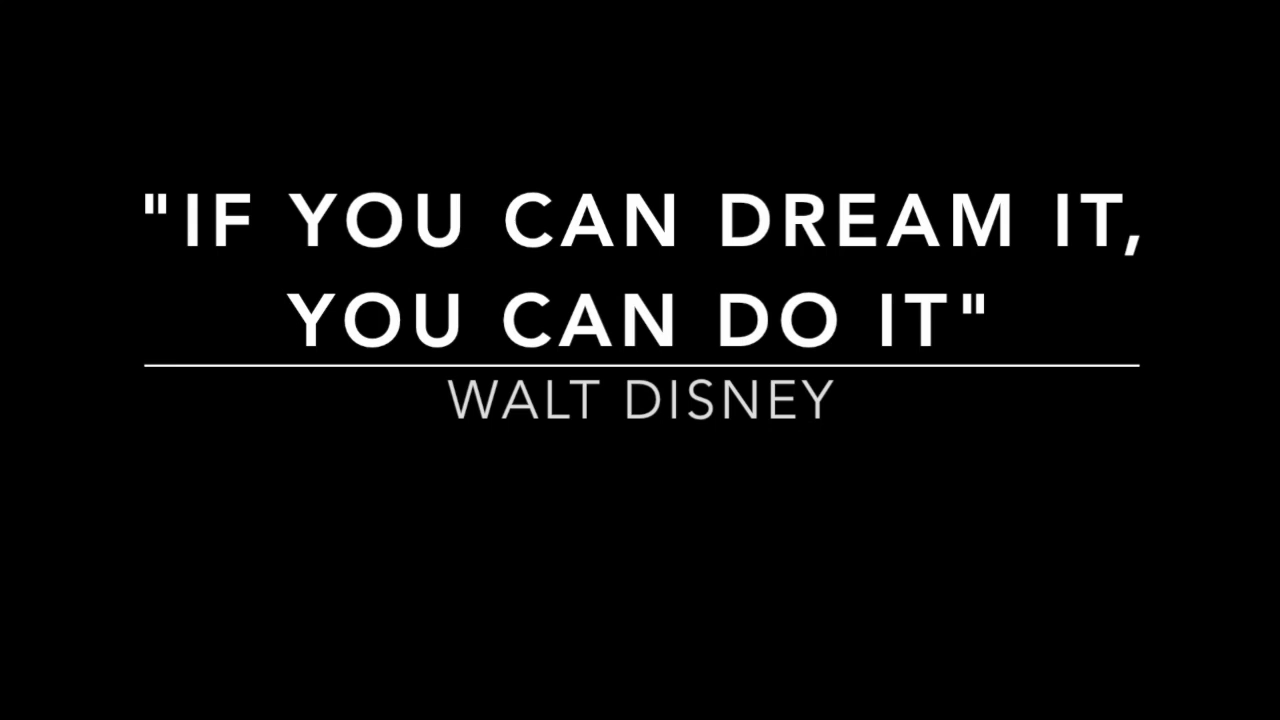 "IF YOU CAN DREAM IT,
YOU CAN DO IT"
WALT DISNEY